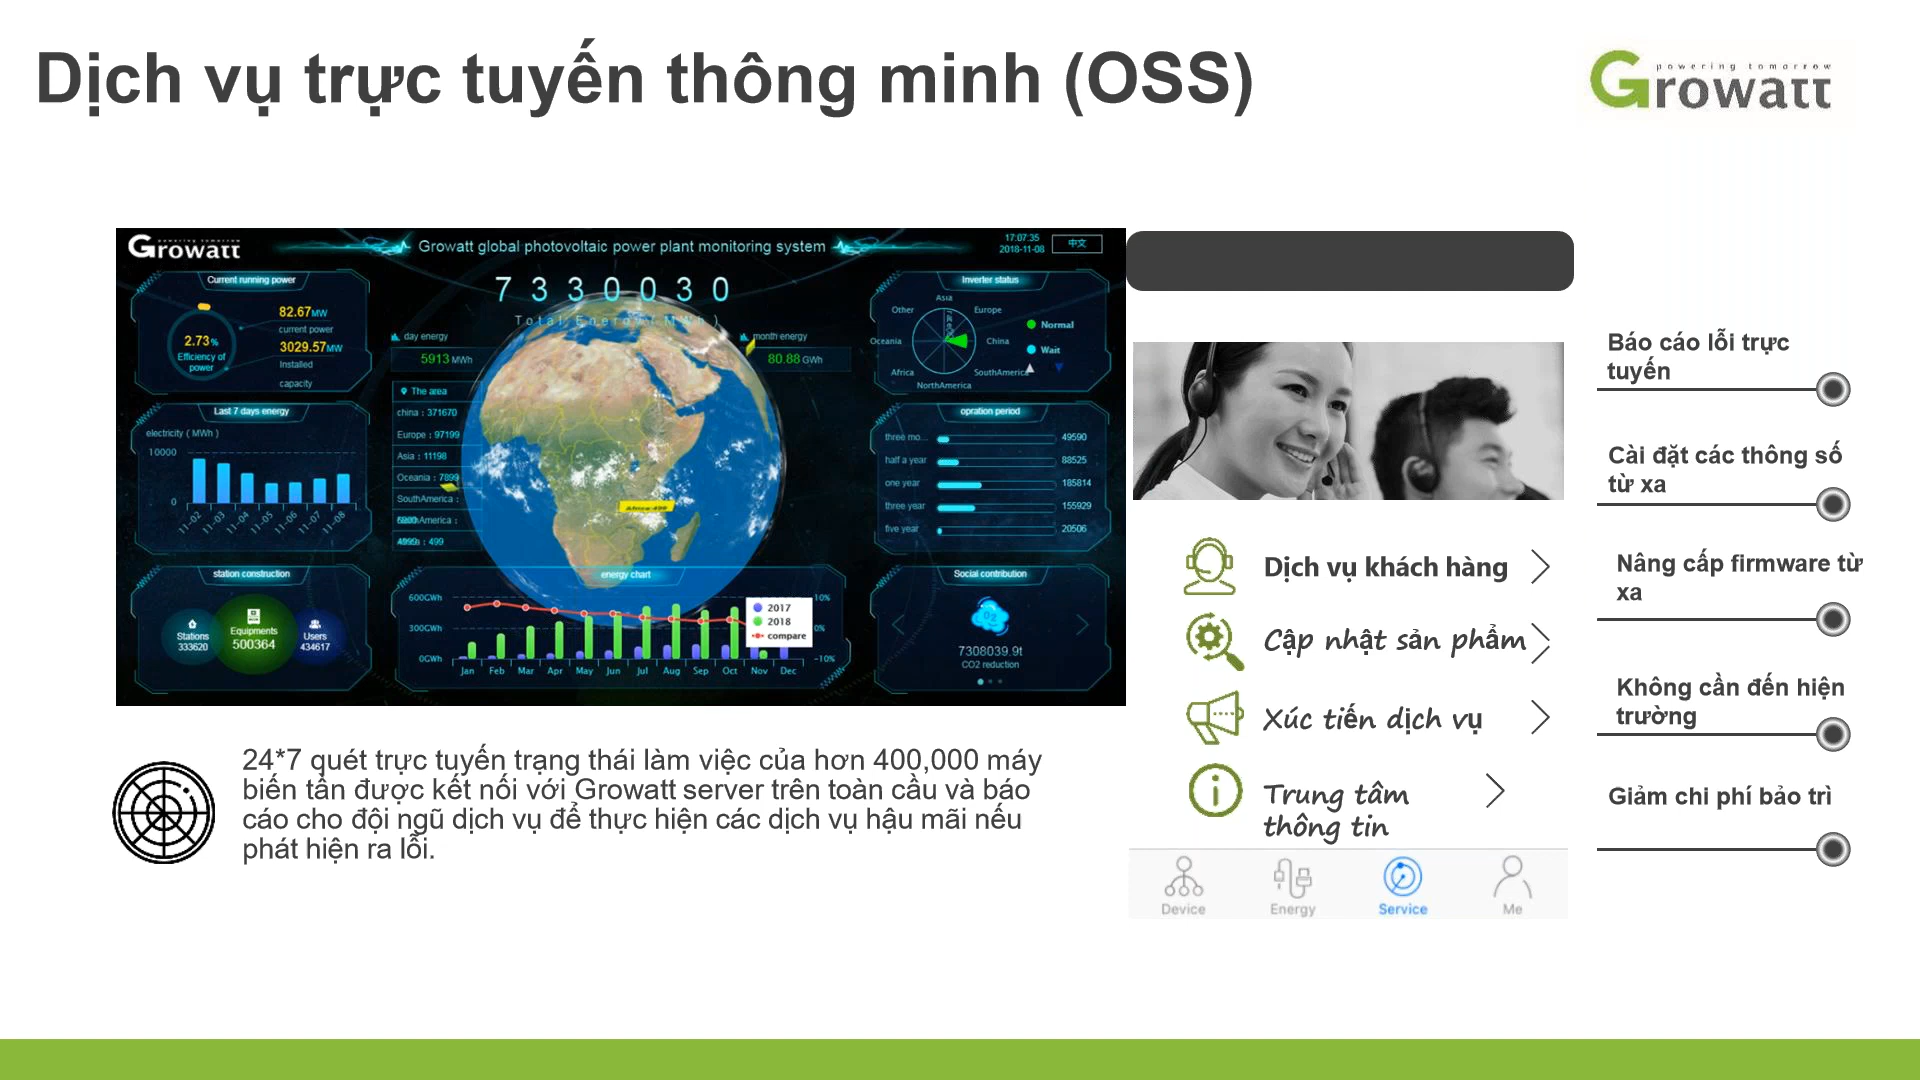 Dịch vụ trực tuyến thông minh (OSS)
powering tomorrow
Growatt
powering tomorrow
Growatt
Growatt global photovoltaic power plant monitoring system
17:07:35
2018-11-08
中文
Current running power
2.73%
Efficiency of
power
82.67MW
current power
3029.57MW
Installed
capacity
7330030
Total Energy(MWh)
day energy
5913 MWh
month energy
80.88 GWh
Inverter status
Asia
Other
Europe
Oceania
China
Africa
SouthAmerica
NorthAmerica
Normal
Wait
Last 7 days energy
electricity ( MWh )
10000
0
11-02
11-03
11-04
11-05
11-06
11-07
11-08
The area
china : 371670
Europe : 97199
Asia : 11198
Oceania : 7899
SouthAmerica :
America :
: 499
Africa:499
opration period
three mo... 49590
half a year 88525
one year 185814
three year 155929
five year 20506
station construction
Stations
333620
Equipments
500364
Users
434617
energy chart
600GWh
300GWh
0GWh
10%
0%
-10%
2017
2018
compare
Jan Feb Mar Apr May Jun Jul Aug Sep Oct Nov Dec
Social contribution
O2
7308039.9t
CO2 reduction
24*7 quét trực tuyến trạng thái làm việc của hơn 400,000 máy
biến tần được kết nối với Growatt server trên toàn cầu và báo
cáo cho đội ngũ dịch vụ để thực hiện các dịch vụ hậu mãi nếu
phát hiện ra lỗi.
Dịch vụ khách hàng
Cập nhật sản phẩm
Xúc tiến dịch vụ
Trung tâm
thông tin
Device
Energy
Service
Me
Báo cáo lỗi trực
tuyến
Cài đặt các thông số
từ xa
Nâng cấp firmware từ
xa
Không cần đến hiện
trường
Giảm chi phí bảo trì